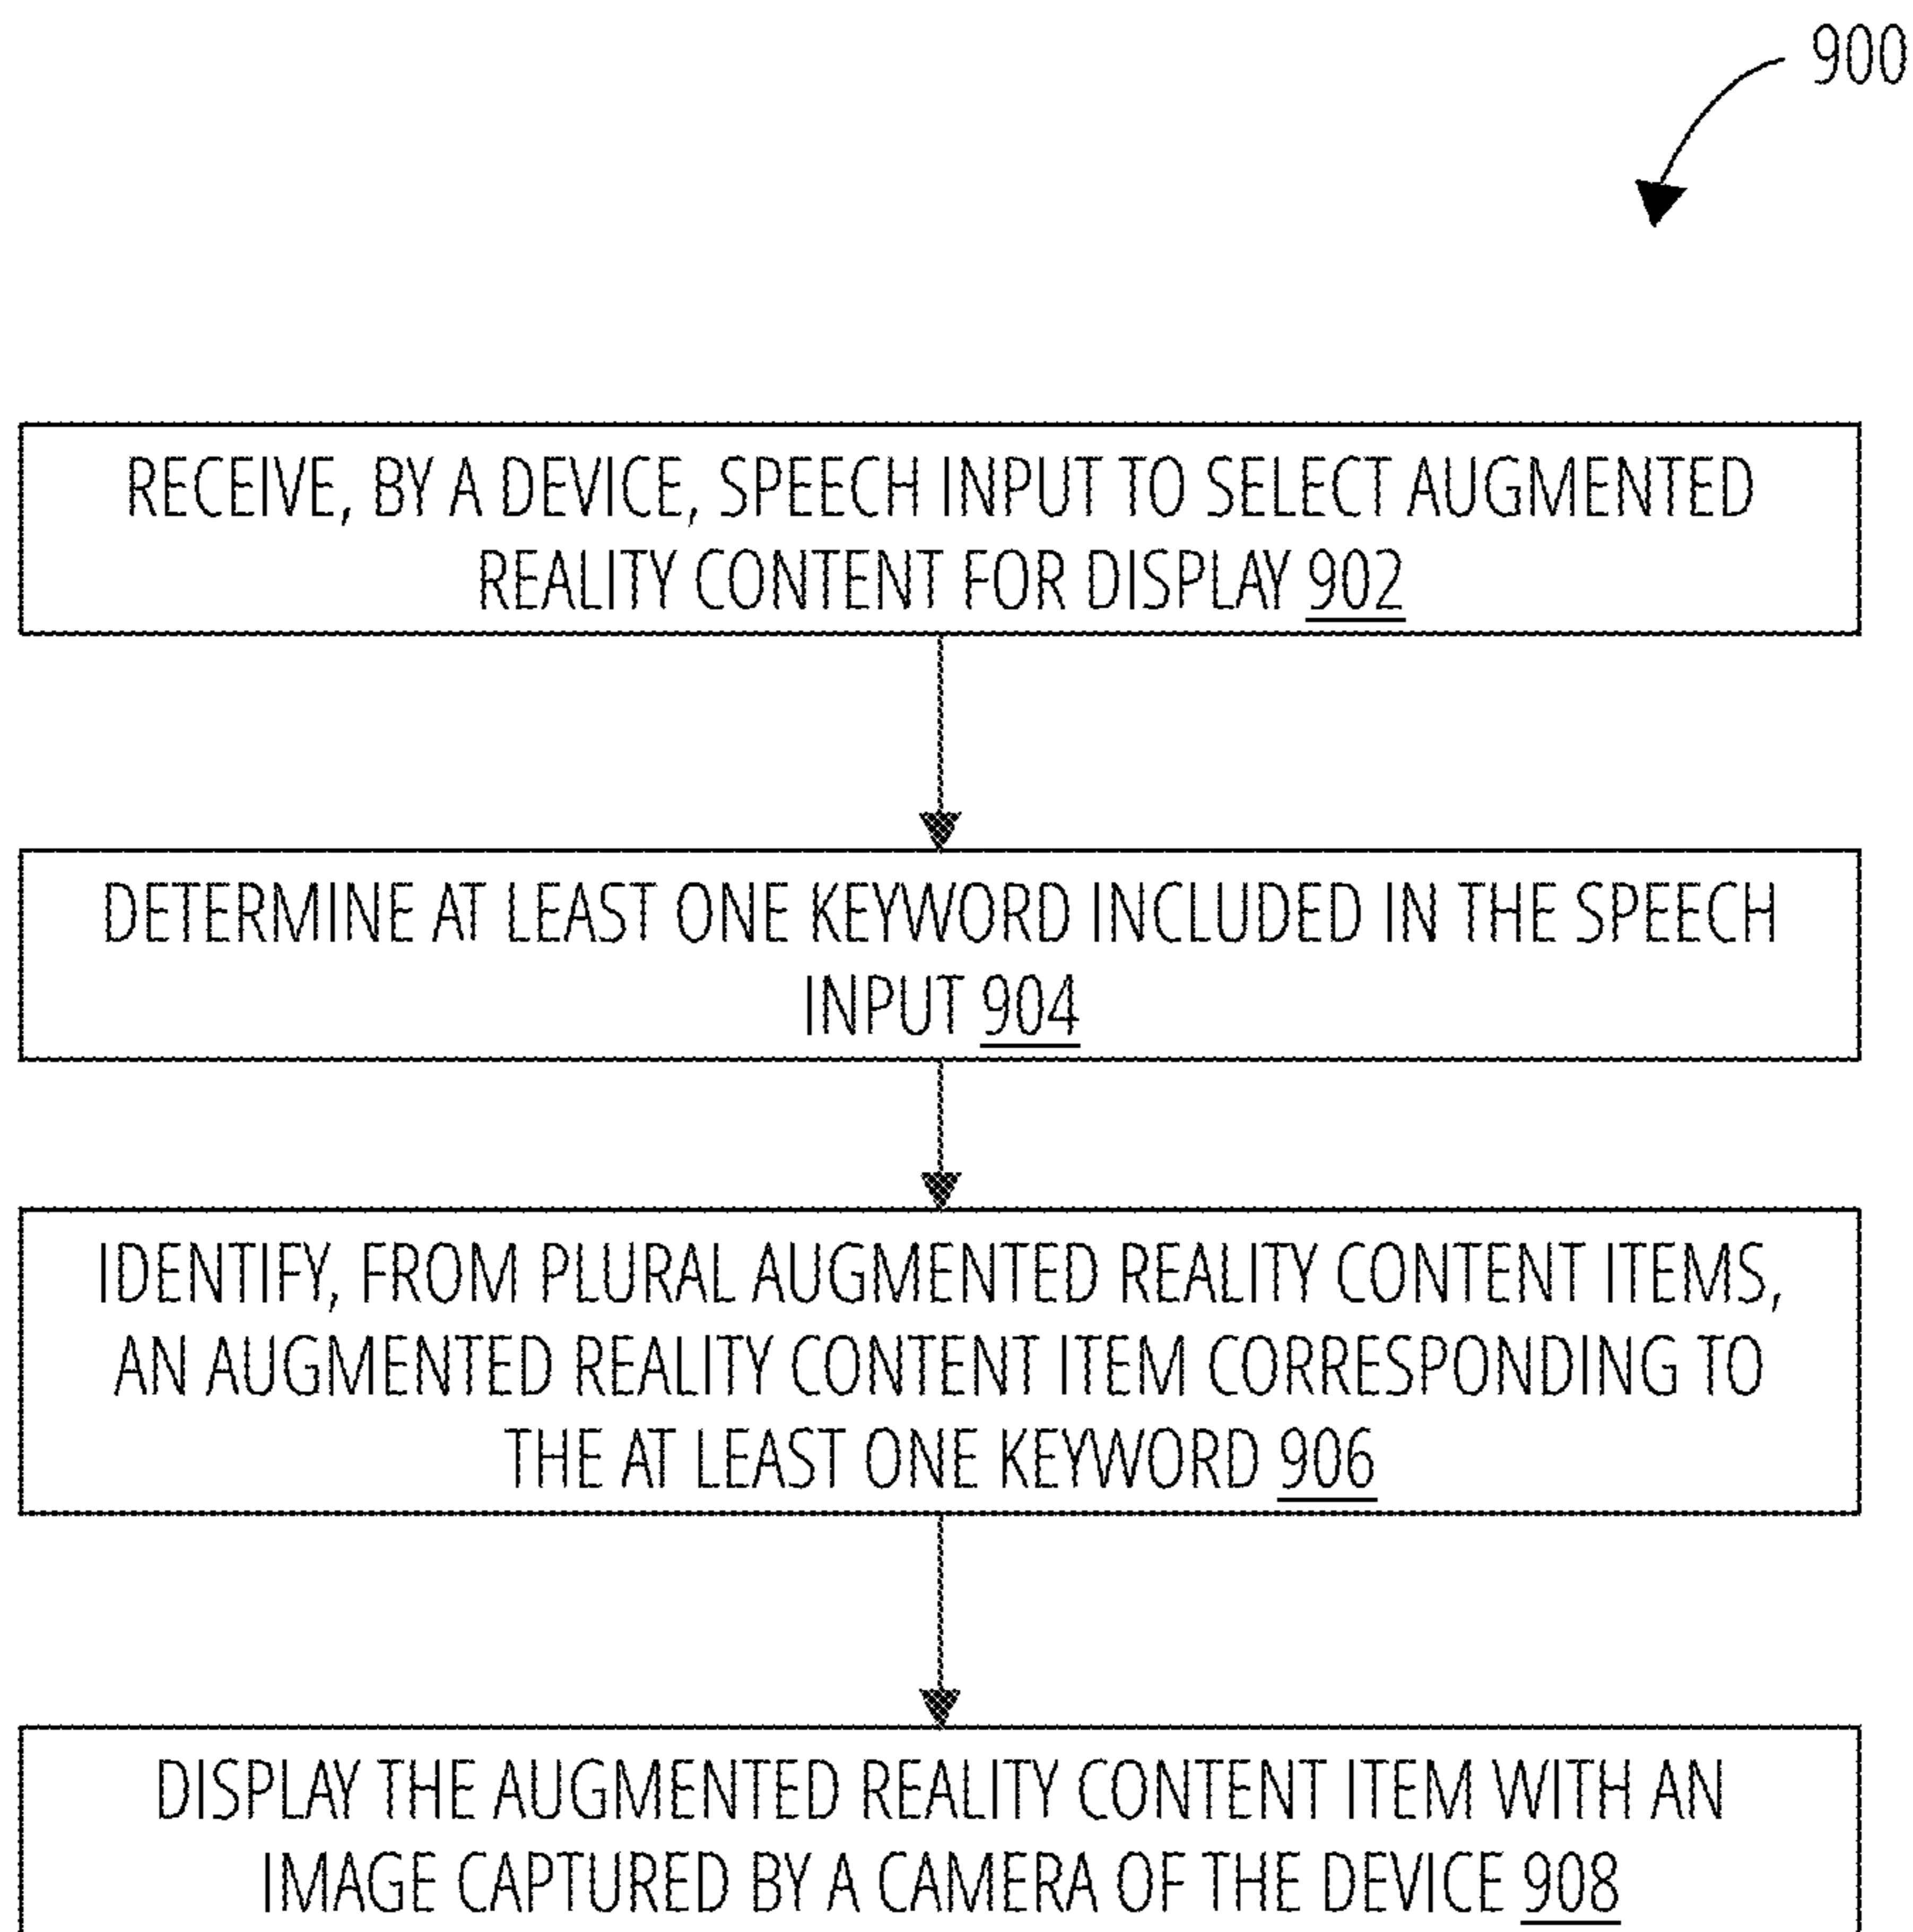 900
RECEIVE, BY A DEVICE, SPEECH INPUT TO SELECT AUGMENTED
REALITY CONTENT FOR DISPLAY 902
DETERMINE AT LEAST ONE KEYWORD INCLUDED IN THE SPEECH
INPUT 904
IDENTIFY, FROM PLURAL AUGMENTED REALITY CONTENT ITEMS,
AN AUGMENTED REALITY CONTENT ITEM CORRESPONDING TO
THE AT LEAST ONE KEYWORD 906
DISPLAY THE AUGMENTED REALITY CONTENT ITEM WITH AN
IMAGE CAPTURED BY A CAMERA OF THE DEVICE 908